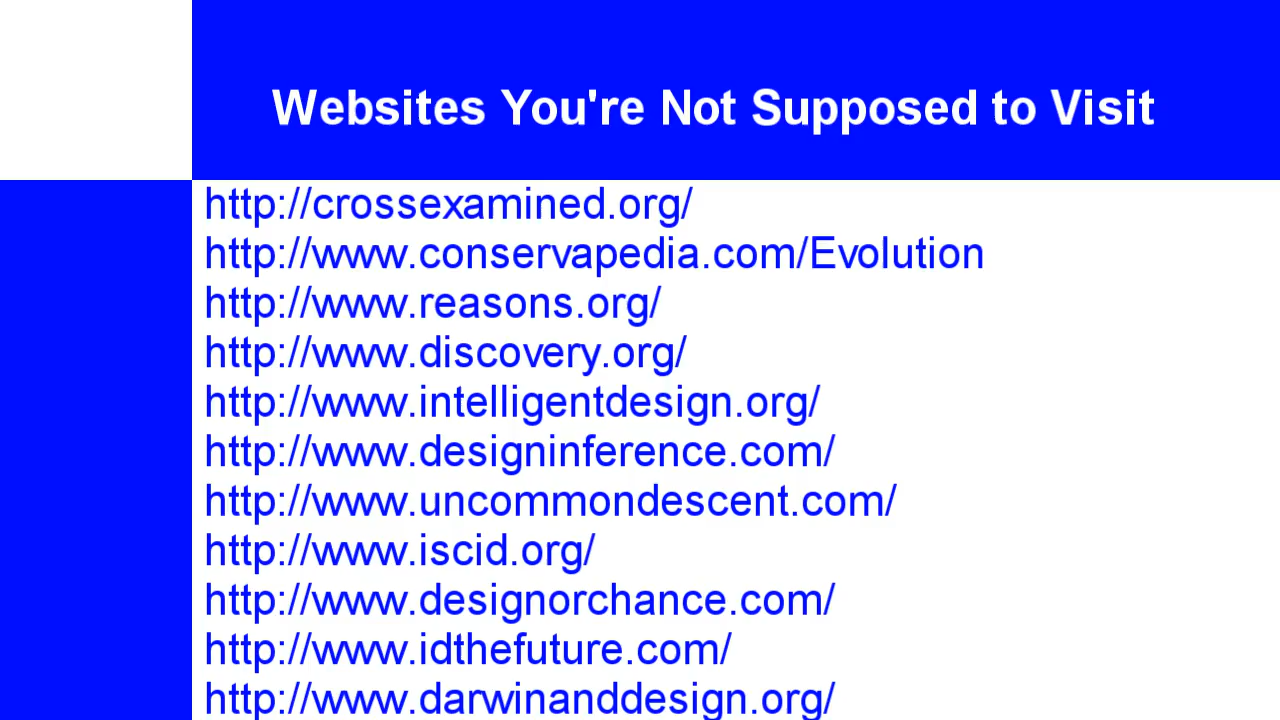 Websites You're Not Supposed to Visit
http://crossexamined.org/
http://www.conservapedia.com/Evolution
http://www.reasons.org/
http://www.discovery.org/
http://www.intelligentdesign.org/
http://www.designinference.com/
http://www.uncommondescent.com/
http://www.iscid.org/
http://www.designorchance.com/
http://www.idthefuture.com/
http://www.darwinanddesign.org/